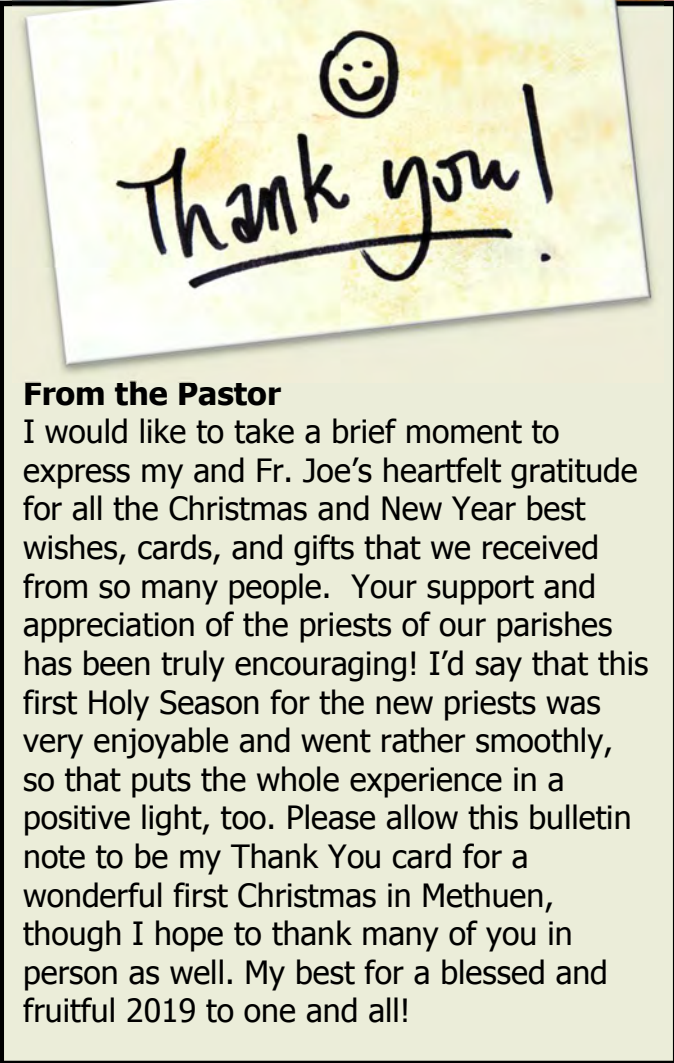 Thank you!
From the Pastor
I would like to take a brief moment to
express my and Fr. Joe’s heartfelt gratitude
for all the Christmas and New Year best
wishes, cards, and gifts that we received
from so many people.  Your support and
appreciation of the priests of our parishes
has been truly encouraging! I’d say that this
first Holy Season for the new priests was
very enjoyable and went rather smoothly,
so that puts the whole experience in a
positive light, too. Please allow this bulletin
note to be my Thank You card for a
wonderful first Christmas in Methuen,
though I hope to thank many of you in
person as well. My best for a blessed and
fruitful 2019 to one and all!